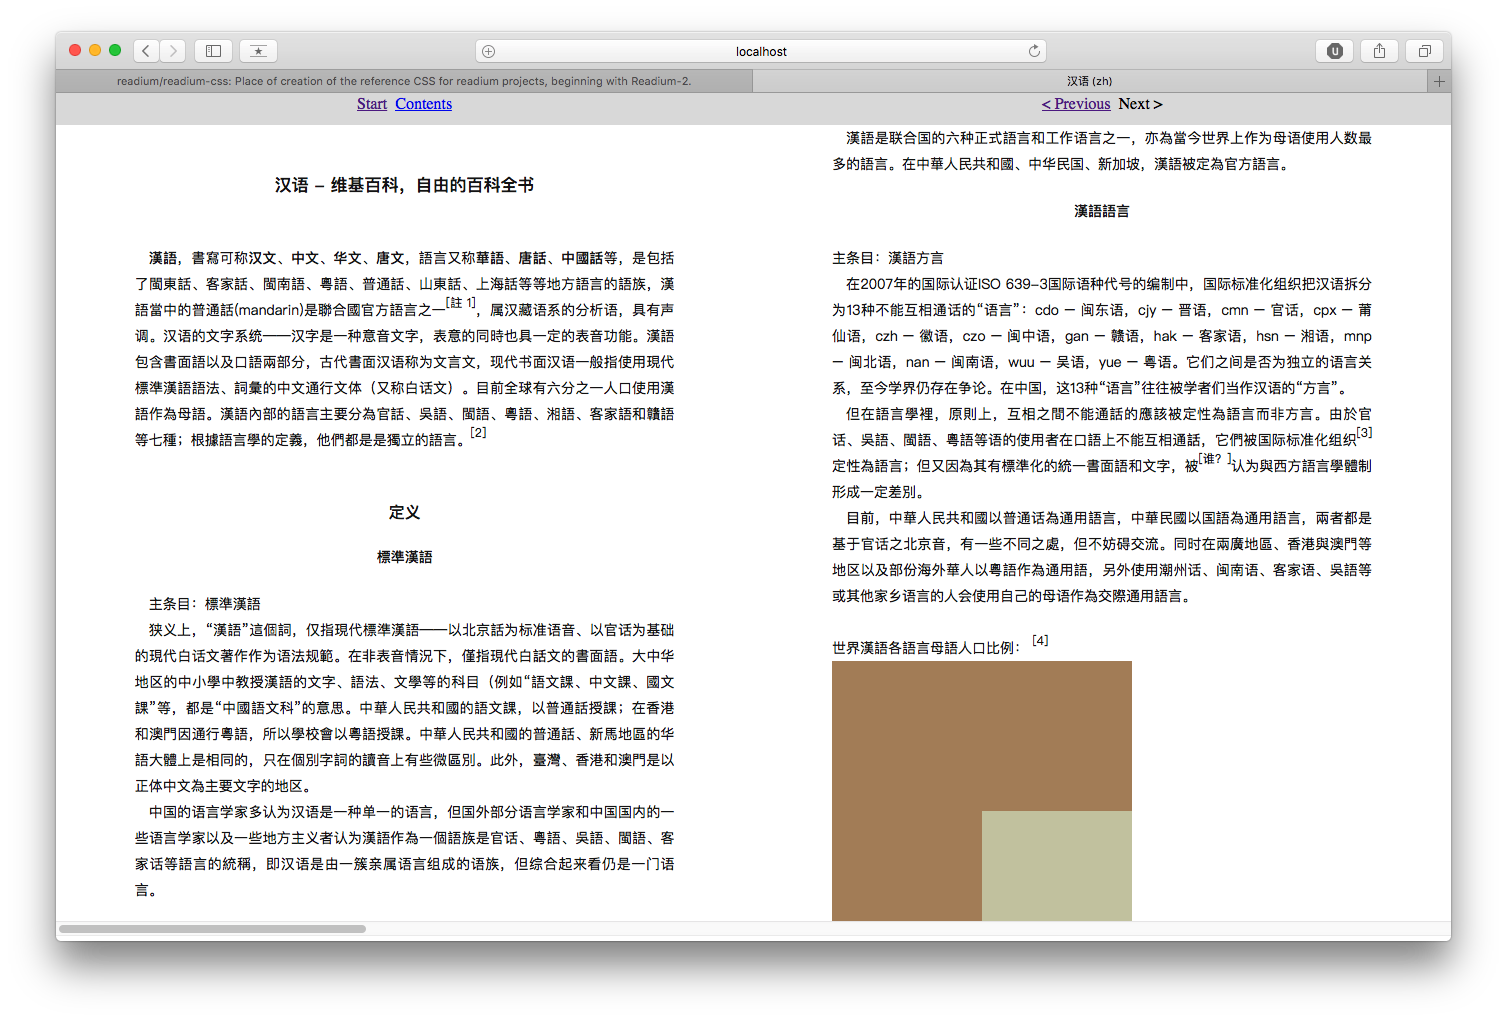 localhost
readium/readium-css: Place of creation of the reference CSS for readium projects, beginning with Readium-2.
汉语 (zh)
Start Contents
< Previous Next >
汉语 – 维基百科，自由的百科全书
漢語，書寫可称汉文、中文、华文、唐文，語言又称華語、唐話、中國話等，是包括
了閩東話、客家話、閩南語、粵語、普通話、山東話、上海話等等地方語言的語族，漢
語當中的普通話(mandarin)是聯合國官方語言之一[註 1]，属汉藏语系的分析语，具有声
调。汉语的文字系统——汉字是一种意音文字，表意的同時也具一定的表音功能。漢語
包含書面語以及口語兩部分，古代書面汉语称为文言文，现代书面汉语一般指使用現代
標準漢語語法、詞彙的中文通行文体（又称白话文）。目前全球有六分之一人口使用漢
語作為母語。漢語內部的語言主要分為官話、吳語、閩語、粵語、湘語、客家語和贛語
等七種；根據語言學的定義，他們都是是獨立的語言。[2]
定义
標準漢語
主条目：標準漢語
狭义上，“漢語”這個詞，仅指現代標準漢語——以北京話为标准语音、以官话为基础
的現代白话文著作作为语法规范。在非表音情況下，僅指現代白話文的書面語。大中华
地区的中小學中教授漢語的文字、語法、文學等的科目（例如“語文課、中文課、國文
課”等，都是“中國語文科”的意思。中華人民共和國的語文課，以普通話授課；在香港
和澳門因通行粵語，所以學校會以粵語授課。中華人民共和國的普通話、新馬地區的华
語大體上是相同的，只在個別字詞的讀音上有些微區別。此外，臺灣、香港和澳門是以
正体中文為主要文字的地区。
中国的语言学家多认为汉语是一种单一的语言，但国外部分语言学家和中国国内的一
些语言学家以及一些地方主义者认为漢語作為一個語族是官话、粵語、吳語、閩語、客
家话等語言的統稱，即汉语是由一簇亲属语言组成的语族，但综合起来看仍是一门语
言。
漢語是联合国的六种正式語言和工作语言之一，亦為當今世界上作为母语使用人数最
多的語言。在中華人民共和國、中华民国、新加坡，漢語被定為官方語言。
漢語語言
主条目：漢語方言
在2007年的国际认证ISO 639-3国际语种代号的编制中，国际标准化组织把汉语拆分
为13种不能互相通话的“语言”：cdo — 闽东语，cjy — 晋语，cmn — 官话，cpx — 莆
仙语，czh — 徽语，czo — 闽中语，gan — 赣语，hak — 客家语，hsn — 湘语，mnp
— 闽北语，nan — 闽南语，wuu — 吴语，yue — 粤语。它们之间是否为独立的语言关
系，至今学界仍存在争论。在中国，这13种“语言”往往被学者们当作汉语的“方言”。
但在語言學裡，原則上，互相之間不能通話的應該被定性為語言而非方言。由於官
话、吳語、閩語、粵語等语的使用者在口語上不能互相通話，它們被国际标准化组织[3]
定性為語言；但又因為其有標準化的統一書面語和文字，被[谁？]认为與西方語言學體制
形成一定差別。
目前，中華人民共和國以普通话為通用語言，中華民國以国語為通用語言，兩者都是
基于官话之北京音，有一些不同之處，但不妨碍交流。同时在兩廣地區、香港與澳門等
地区以及部份海外華人以粵語作為通用語，另外使用潮州话、闽南语、客家语、吳語等
或其他家乡语言的人会使用自己的母语作為交際通用語言。
世界漢語各語言母語人口比例：[4]